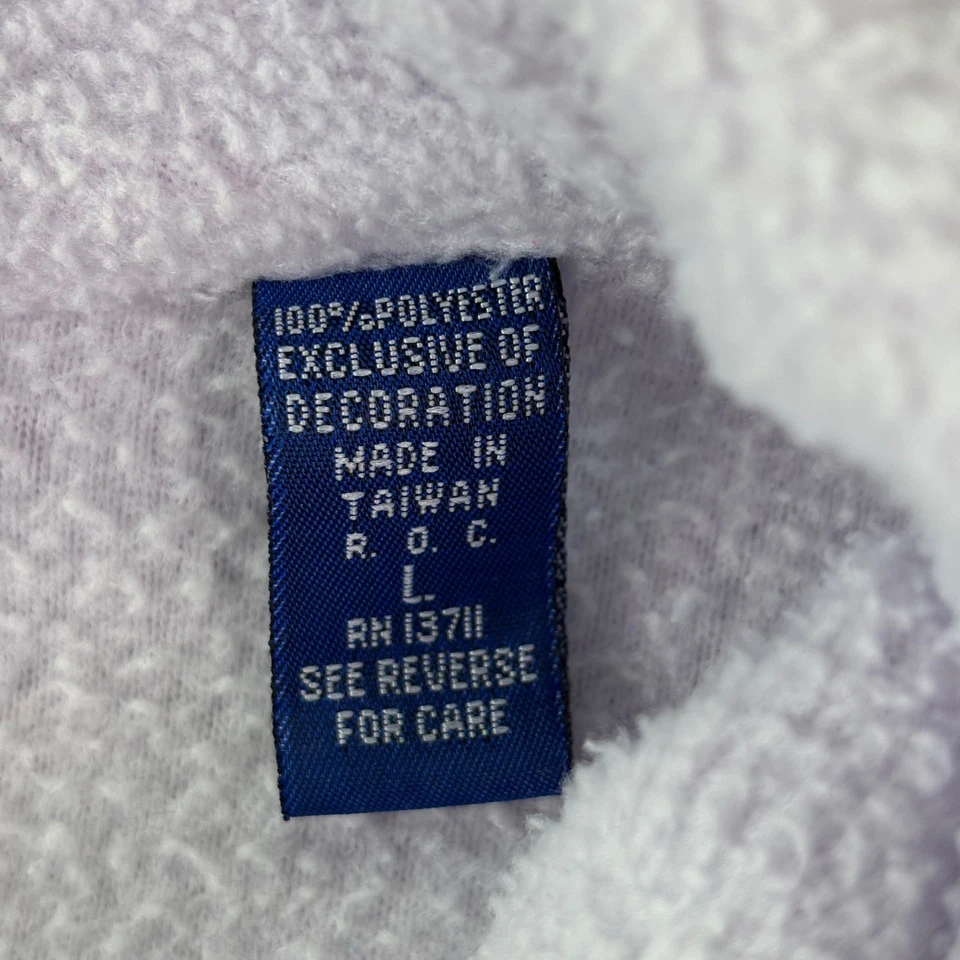 100% POLYESTER
EXCLUSIVE OF
DECORATION
MADE IN
TAIWAN
R. O. C.
L.
RN 13711
SEE REVERSE
FOR CARE